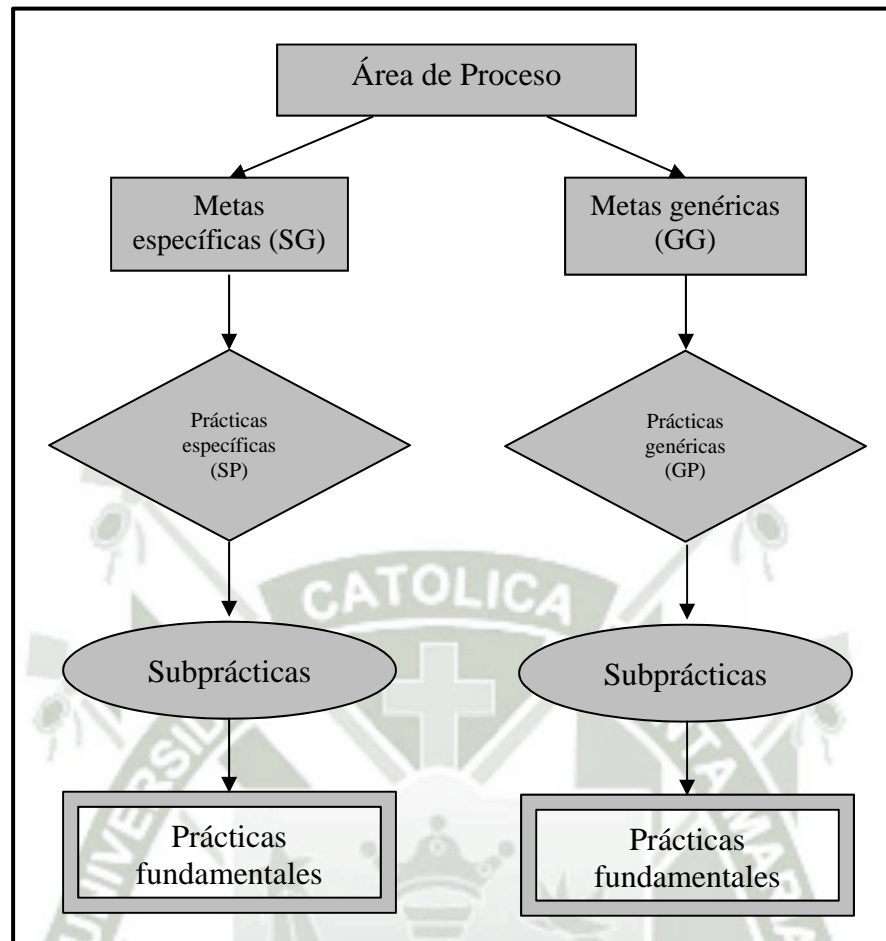 Área de Proceso
Metas
específicas (SG)
Metas genéricas
(GG)
Prácticas
específicas
(SP)
Prácticas
genéricas
(GP)
CATOLICA
Subprácticas
Subprácticas
Prácticas
fundamentales
Prácticas
fundamentales